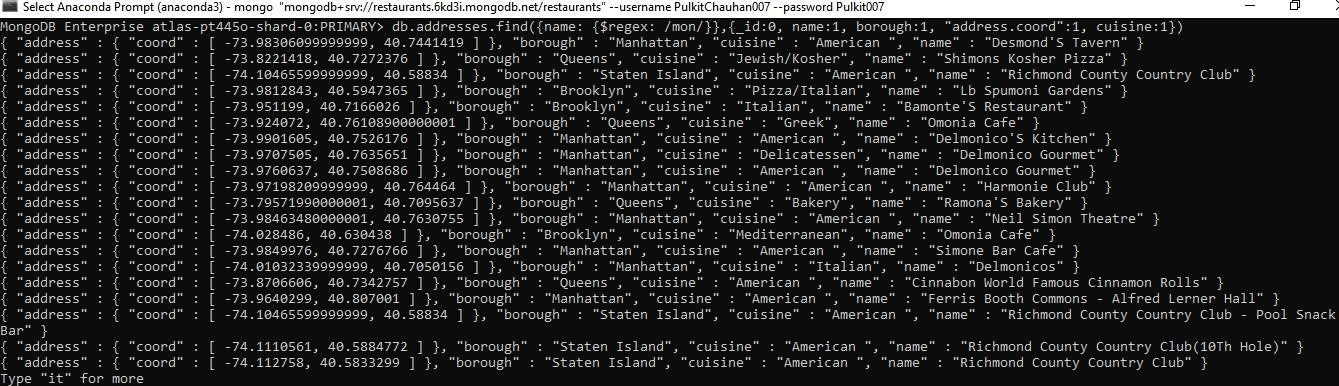 Select Anaconda Prompt (anaconda3) - mongo "mongodb+srv://restaurants.6kd3i.mongodb.net/restaurants" --username PulkitChauhan007 --password Pulkit007
MongoDB Enterprise atlas-pt445o-shard-0:PRIMARY> db.addresses.find({name: {$regex: /mon/}},{_id:0, name:1, borough:1, "address.coord":1, cuisine:1})
{ "address" : { "coord" : [ -73.98306099999999, 40.7441419 ] }, "borough" : "Manhattan", "cuisine" : "American ", "name" : "Desmond'S Tavern" }
{ "address" : { "coord" : [ -73.8221418, 40.7272376 ] }, "borough" : "Queens", "cuisine" : "Jewish/Kosher", "name" : "Shimons Kosher Pizza" }
{ "address" : { "coord" : [ -74.10465599999999, 40.58834 ] }, "borough" : "Staten Island", "cuisine" : "American ", "name" : "Richmond County Country Club" }
{ "address" : { "coord" : [ -73.9812843, 40.5947365 ] }, "borough" : "Brooklyn", "cuisine" : "Pizza/Italian", "name" : "Lb Spumoni Gardens" }
{ "address" : { "coord" : [ -73.951199, 40.7166026 ] }, "borough" : "Brooklyn", "cuisine" : "Italian", "name" : "Bamonte'S Restaurant" }
{ "address" : { "coord" : [ -73.924072, 40.76108900000001 ] }, "borough" : "Queens", "cuisine" : "Greek", "name" : "Omonia Cafe" }
{ "address" : { "coord" : [ -73.9901605, 40.7526176 ] }, "borough" : "Manhattan", "cuisine" : "American ", "name" : "Delmonico'S Kitchen" }
{ "address" : { "coord" : [ -73.9707505, 40.7635651 ] }, "borough" : "Manhattan", "cuisine" : "Delicatessen", "name" : "Delmonico Gourmet" }
{ "address" : { "coord" : [ -73.9760637, 40.7508686 ] }, "borough" : "Manhattan", "cuisine" : "American ", "name" : "Delmonico Gourmet" }
{ "address" : { "coord" : [ -73.97198209999999, 40.764464 ] }, "borough" : "Manhattan", "cuisine" : "American ", "name" : "Harmonie Club" }
{ "address" : { "coord" : [ -73.79571990000001, 40.7095637 ] }, "borough" : "Queens", "cuisine" : "Bakery", "name" : "Ramona'S Bakery" }
{ "address" : { "coord" : [ -73.98463480000001, 40.7630755 ] }, "borough" : "Manhattan", "cuisine" : "American ", "name" : "Neil Simon Theatre" }
{ "address" : { "coord" : [ -74.028486, 40.630438 ] }, "borough" : "Brooklyn", "cuisine" : "Mediterranean", "name" : "Omonia Cafe" }
{ "address" : { "coord" : [ -73.9849976, 40.7276766 ] }, "borough" : "Manhattan", "cuisine" : "American ", "name" : "Simone Bar Cafe" }
{ "address" : { "coord" : [ -74.01032339999999, 40.7050156 ] }, "borough" : "Manhattan", "cuisine" : "Italian", "name" : "Delmonicos" }
{ "address" : { "coord" : [ -73.8706606, 40.7342757 ] }, "borough" : "Queens", "cuisine" : "American ", "name" : "Cinnabon World Famous Cinnamon Rolls" }
{ "address" : { "coord" : [ -73.9640299, 40.807001 ] }, "borough" : "Manhattan", "cuisine" : "American ", "name" : "Ferris Booth Commons - Alfred Lerner Hall" }
{ "address" : { "coord" : [ -74.10465599999999, 40.58834 ] }, "borough" : "Staten Island", "cuisine" : "American ", "name" : "Richmond County Country Club - Pool Snack
Bar" }
{ "address" : { "coord" : [ -74.1110561, 40.5884772 ] }, "borough" : "Staten Island", "cuisine" : "American ", "name" : "Richmond County Country Club(10Th Hole)" }
{ "address" : { "coord" : [ -74.112758, 40.5833299 ] }, "borough" : "Staten Island", "cuisine" : "American ", "name" : "Richmond County Country Club" }
Type "it" for more